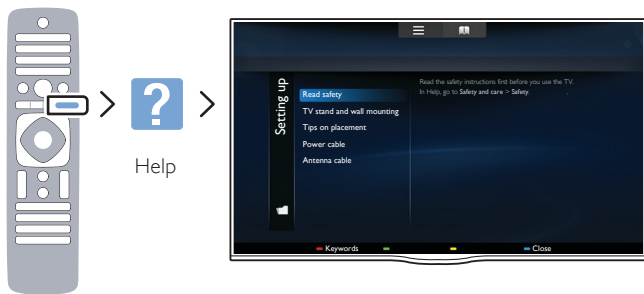 Help
Setting up
Read safety
TV stand and wall mounting
Tips on placement
Power cable
Antenna cable
Read the safety instructions first before you use the TV.
In Help, go to Safety and care > Safety.
Keywords
Close